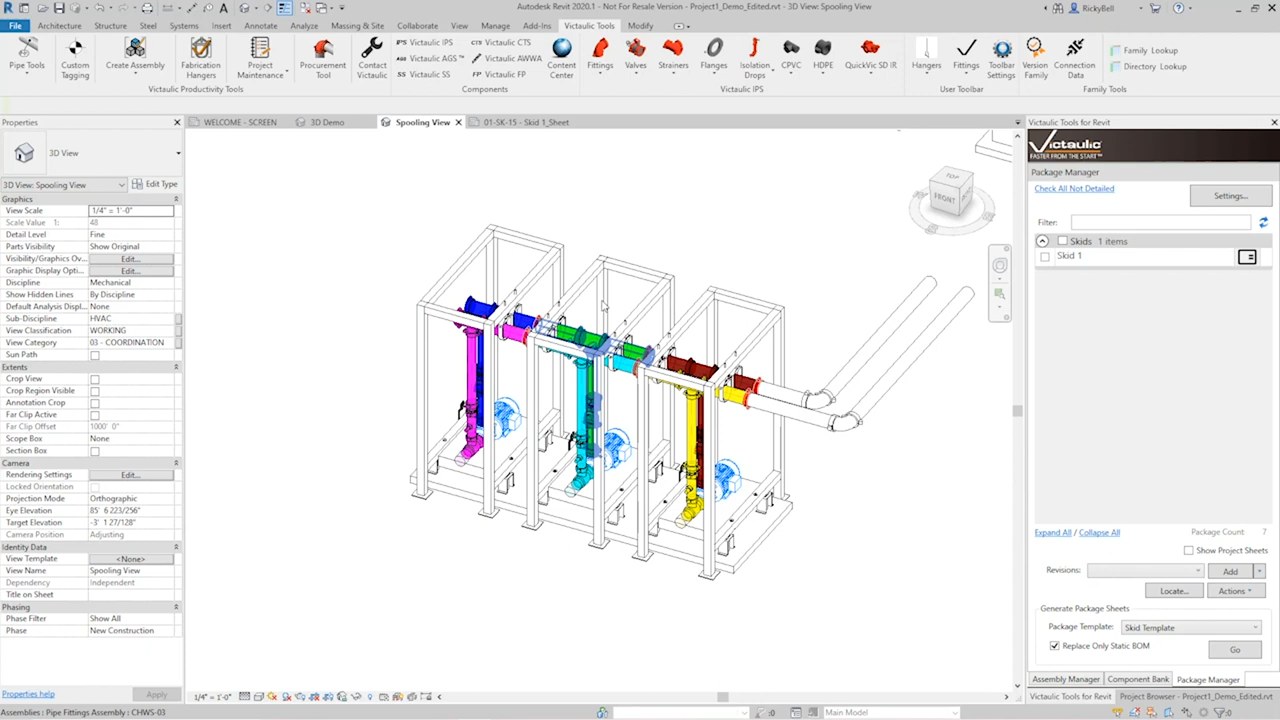 Autodesk Revit 2020.1 - Not For Resale Version - Project1_Demo_Edited.rvt - 3D View: Spooling View
RickyBell
File Architecture Structure Steel Systems Insert Annotate Analyze Massing & Site Collaborate View Manage Add-Ins Victaulic Tools Modify
Pipe Tools
Custom Tagging
Create Assembly
Fabrication Hangers
Project Maintenance
Procurement Tool
Contact Victaulic
Victaulic IPS
Victaulic AGS™
Victaulic SS
Victaulic CTS
Victaulic AWWA
Victaulic FP
Content Center
Fittings
Valves
Strainers
Flanges
Isolation Drops
CPVC
HDPE
QuickVic SD IR
Hangers
Fittings
Toolbar Settings
Version Family
Connection Data
Family Lookup
Directory Lookup
Victaulic Productivity Tools
Components
Victaulic IPS
User Toolbar
Family Tools
Properties
WELCOME - SCREEN
3D Demo
Spooling View
01-SK-15 - Skid 1_Sheet
3D View
3D View: Spooling View
Edit Type
Graphics
View Scale 1/4" = 1'-0"
Scale Value 1: 48
Detail Level Fine
Parts Visibility Show Original
Visibility/Graphics Ov... Edit...
Graphic Display Opti... Edit...
Discipline Mechanical
Show Hidden Lines By Discipline
Default Analysis Displ... None
Sub-Discipline HVAC
View Classification WORKING
View Category 03 - COORDINATION
Sun Path
Extents
Crop View
Crop Region Visible
Annotation Crop
Far Clip Active
Far Clip Offset 1000' 0"
Scope Box None
Section Box
Camera
Rendering Settings Edit...
Locked Orientation
Projection Mode Orthographic
Eye Elevation 85' 6 223/256"
Target Elevation -3' 1 27/128"
Camera Position Adjusting
Identity Data
View Template <None>
View Name Spooling View
Dependency Independent
Title on Sheet
Phasing
Phase Filter Show All
Phase New Construction
Properties help
Apply
TOP
FRONT
Victaulic Tools for Revit
Victaulic
FASTER FROM THE START™
Package Manager
Check All Not Detailed
Settings...
Filter:
Skids 1 items
Skid 1
Expand All / Collapse All
Package Count: 7
Show Project Sheets
Revisions:
Add
Locate...
Actions
Generate Package Sheets
Package Template: Skid Template
Replace Only Static BOM
Go
Assembly Manager Component Bank Package Manager
Victaulic Tools for Revit Project Browser - Project1_Demo_Edited.rvt
1/4" = 1'-0"
Assemblies : Pipe Fittings Assembly : CHWS-03
:0
Main Model
:0